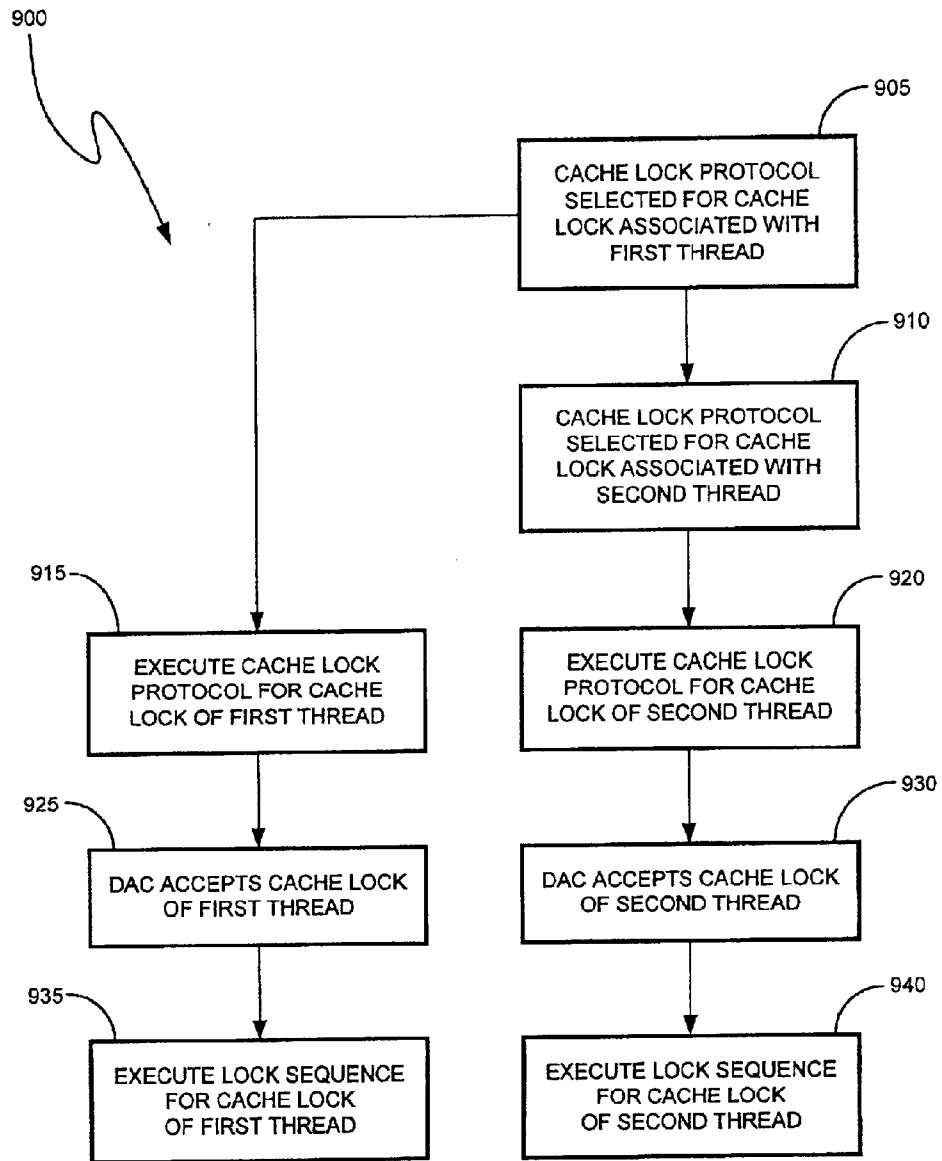 900
905
CACHE LOCK PROTOCOL
SELECTED FOR CACHE
LOCK ASSOCIATED WITH
FIRST THREAD
910
CACHE LOCK PROTOCOL
SELECTED FOR CACHE
LOCK ASSOCIATED WITH
SECOND THREAD
915
EXECUTE CACHE LOCK
PROTOCOL FOR CACHE
LOCK OF FIRST THREAD
920
EXECUTE CACHE LOCK
PROTOCOL FOR CACHE
LOCK OF SECOND THREAD
925
DAC ACCEPTS CACHE LOCK
OF FIRST THREAD
930
DAC ACCEPTS CACHE LOCK
OF SECOND THREAD
935
EXECUTE LOCK SEQUENCE
FOR CACHE LOCK
OF FIRST THREAD
940
EXECUTE LOCK SEQUENCE
FOR CACHE LOCK
OF SECOND THREAD